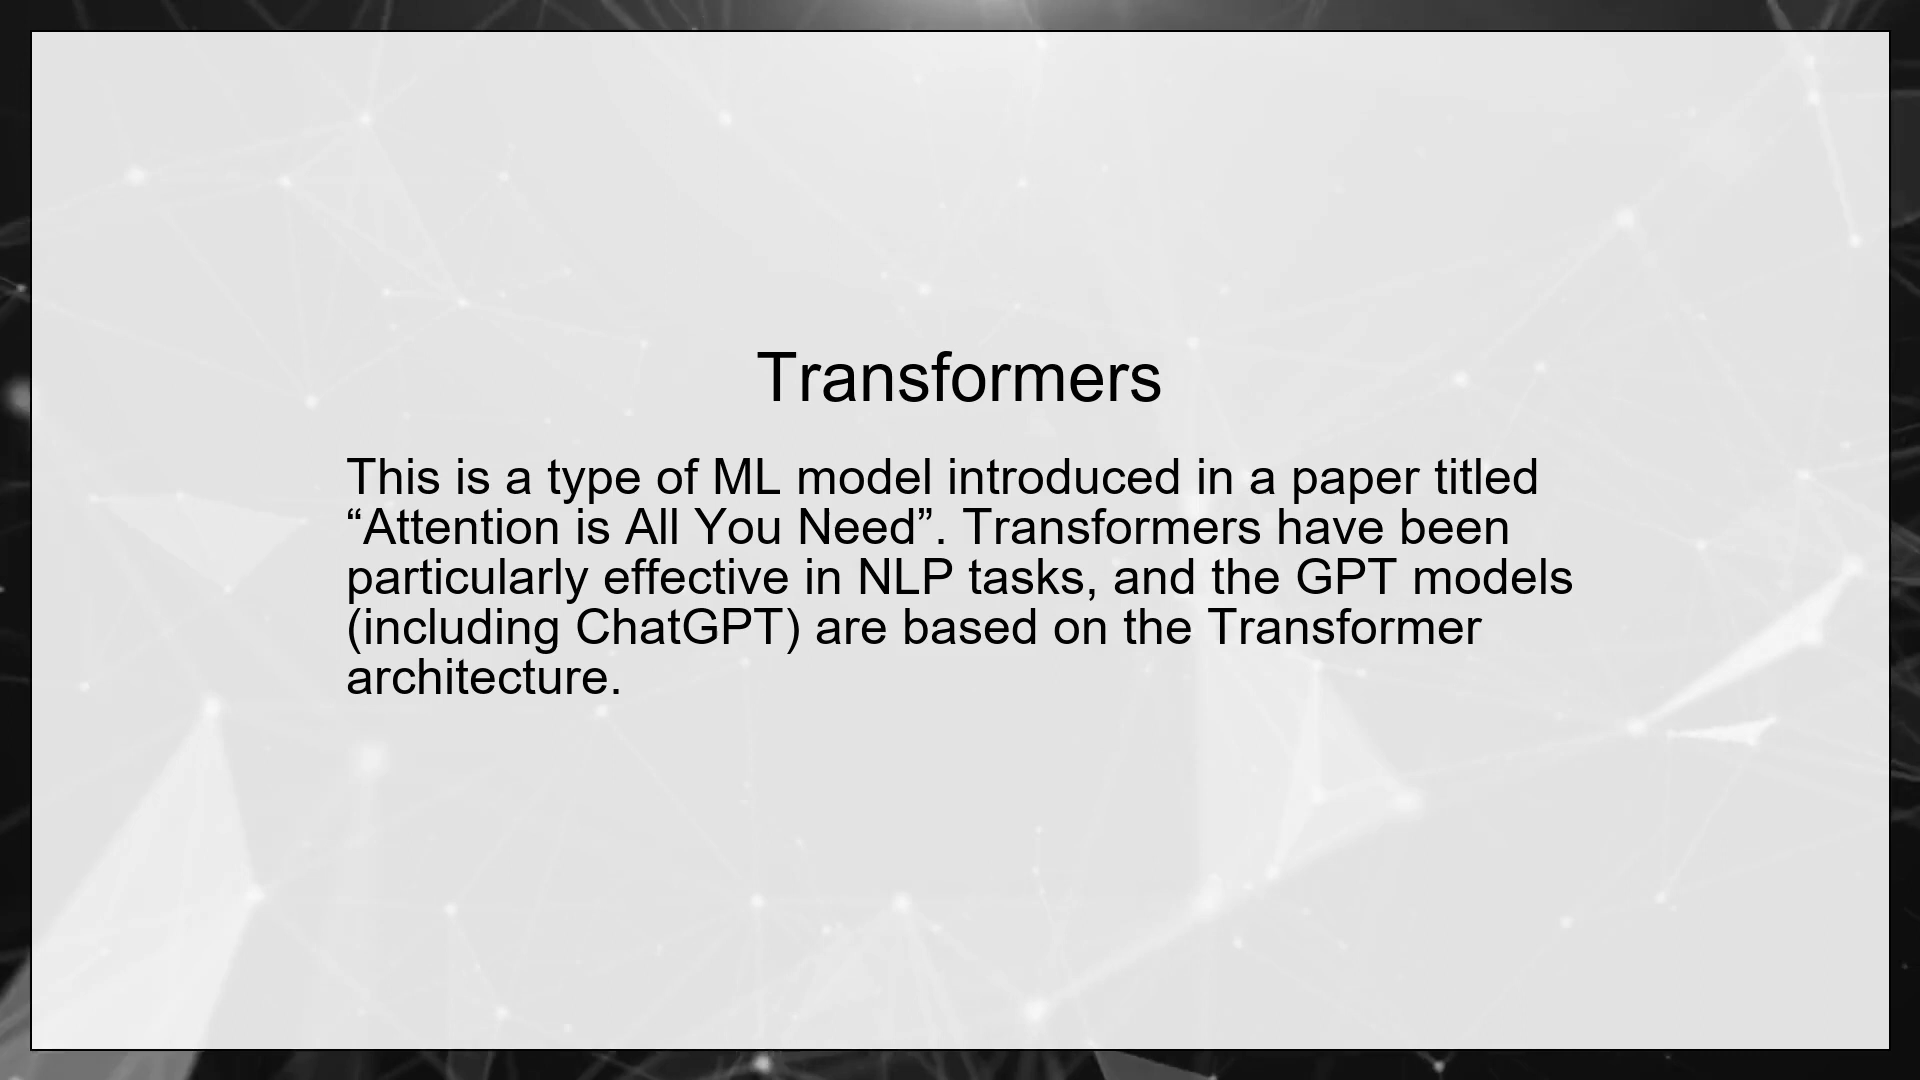 Transformers
This is a type of ML model introduced in a paper titled
“Attention is All You Need”. Transformers have been
particularly effective in NLP tasks, and the GPT models
(including ChatGPT) are based on the Transformer
architecture.